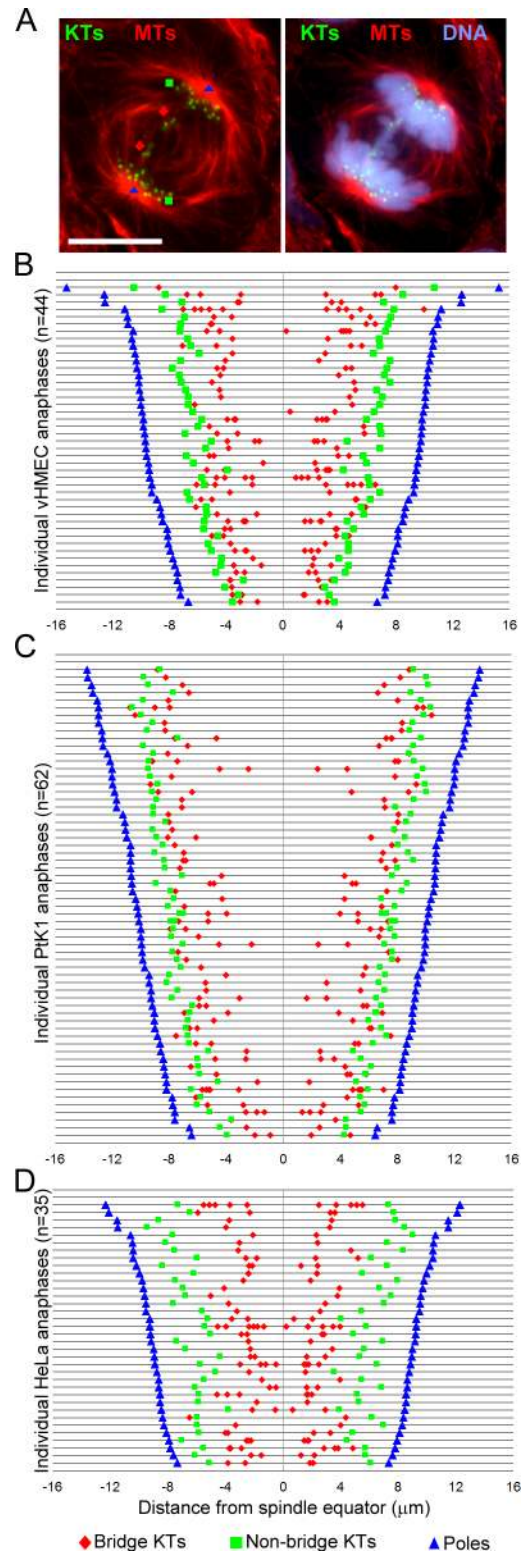 A
KTs MTs
KTs MTs DNA
B
Individual vHMEC anaphases (n=44)
-16 -12 -8 -4 0 4 8 12 16
C
Individual PtK1 anaphases (n=62)
-16 -12 -8 -4 0 4 8 12 16
D
Individual HeLa anaphases (n=35)
-16 -12 -8 -4 0 4 8 12 16
Distance from spindle equator (μm)
Bridge KTs Non-bridge KTs Poles